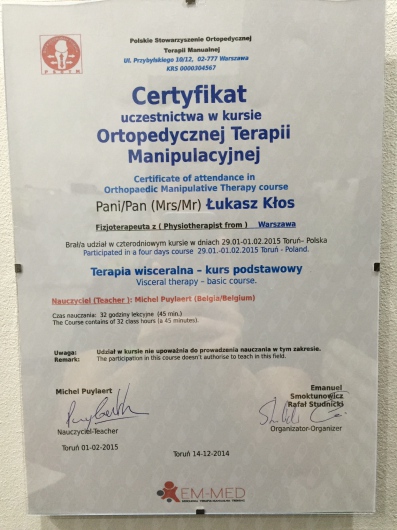 Polskie Stowarzyszenie Ortopedycznej
Terapii Manualnej
Ul. Przybylskiego 10/12, 02-777 Warszawa
KRS 0000304567
Certyfikat
uczestnictwa w kursie
Ortopedycznej Terapii
Manipulacyjnej
Certificate of attendance in
Orthopaedic Manipulative Therapy course
Pani/Pan (Mrs/Mr) Łukasz Kłos
Fizjoterapeuta z ( Physiotherapist from ) Warszawa
Brał/a udział w czterodniowym kursie w dniach 29.01-01.02.2015 Toruń– Polska
Participated in a four days course 29.01.-01.02.2015 Toruń - Poland.
Terapia wisceralna – kurs podstawowy
Visceral therapy – basic course.
Nauczyciel (Teacher ): Michel Puylaert (Belgia/Belgium)
Czas nauczania: 32 godziny lekcyjne (45 min.)
The Course contains of 32 class hours (a 45 minutes).
Uwaga: Udział w kursie nie upoważnia do prowadzenia nauczania w tym zakresie.
Remark: The participation in this course doesn't authorise to teach in this field.
Michel Puylaert
Nauczyciel-Teacher
Toruń 01-02-2015
Emanuel
Smoktunowicz
Rafał Studnicki
Organizator-Organizer
Toruń 14-12-2014
EM-MED